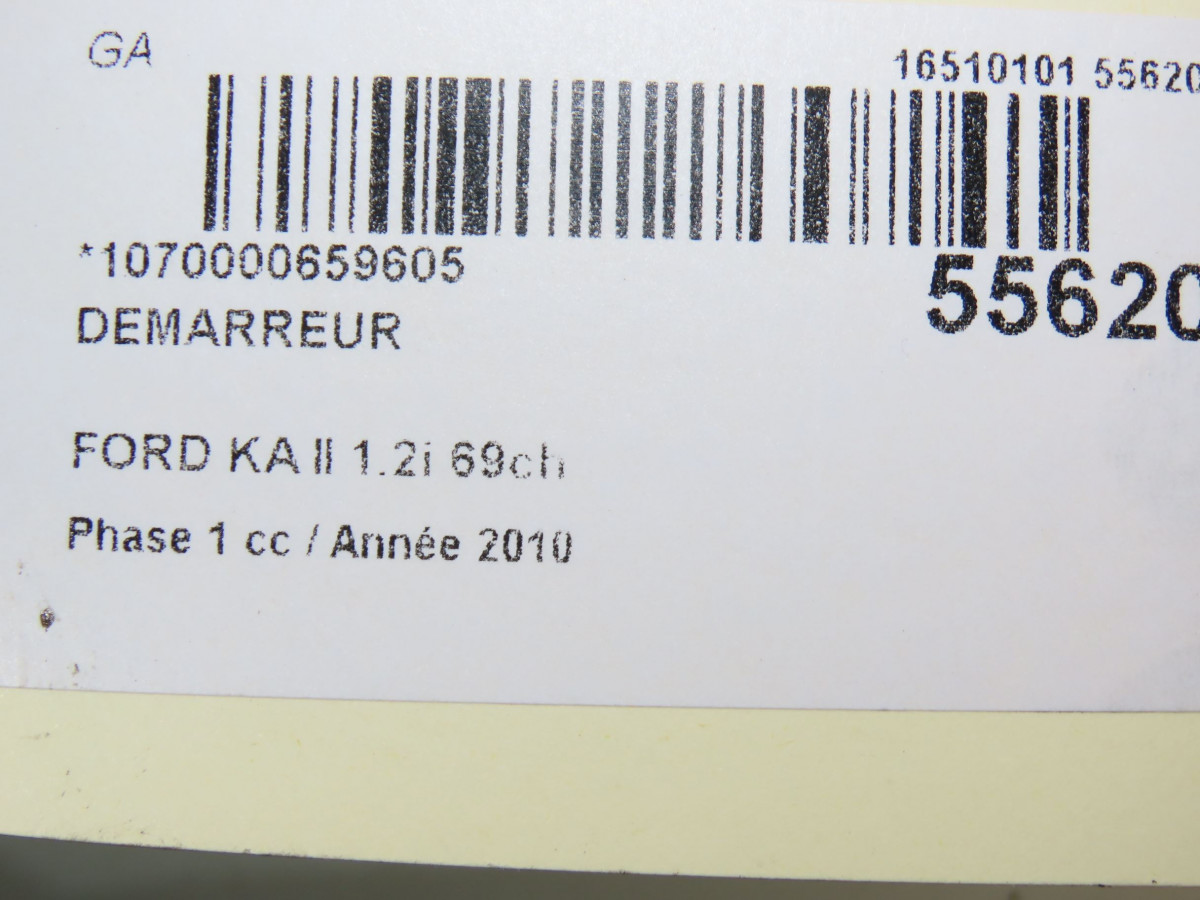 GA
16510101 55620
*1070000659605
55620
DEMARREUR
FORD KA II 1.2i 69ch
Phase 1 cc / Année 2010